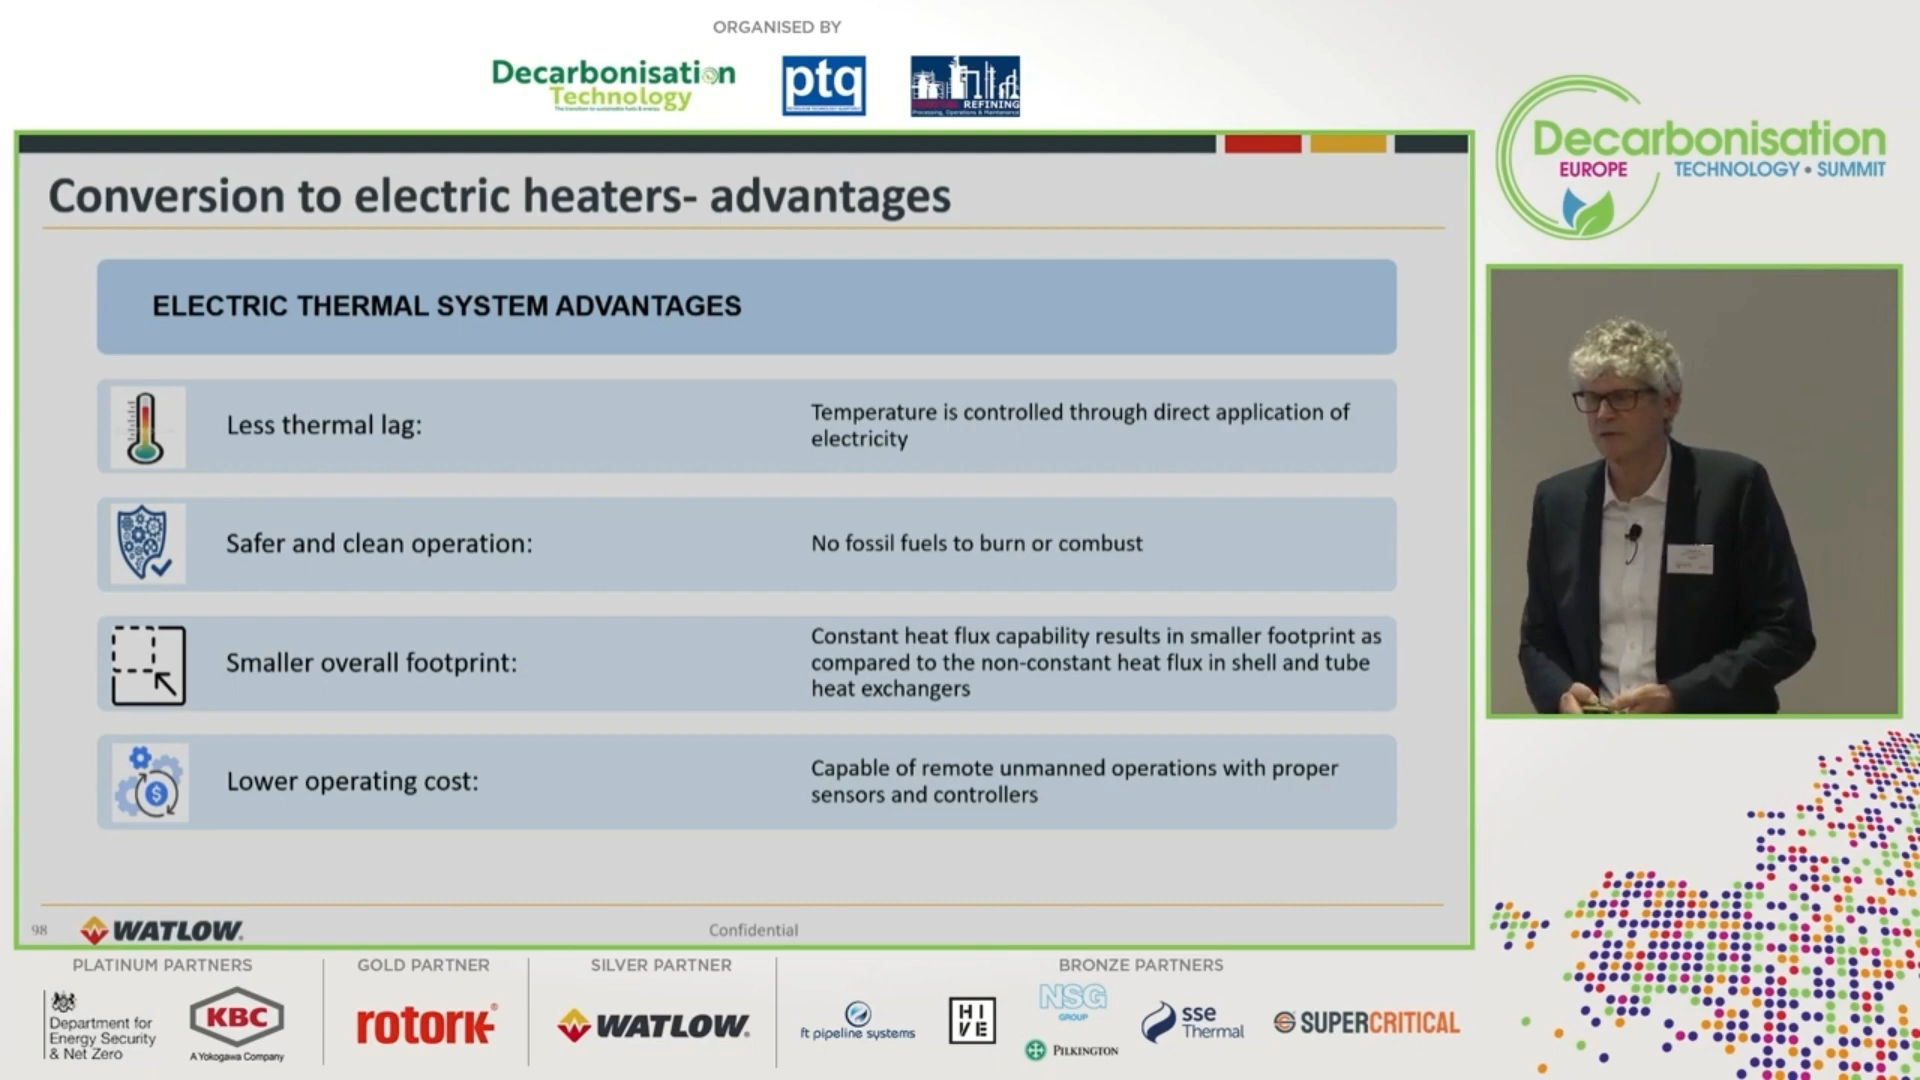 ORGANISED BY
Decarbonisation
Technology
ptq
REFINING
Processing, Operations & Maintenance
Decarbonisation
EUROPE TECHNOLOGY • SUMMIT
Conversion to electric heaters- advantages
ELECTRIC THERMAL SYSTEM ADVANTAGES
Less thermal lag:
Temperature is controlled through direct application of
electricity
Safer and clean operation:
No fossil fuels to burn or combust
Smaller overall footprint:
Constant heat flux capability results in smaller footprint as
compared to the non-constant heat flux in shell and tube
heat exchangers
Lower operating cost:
Capable of remote unmanned operations with proper
sensors and controllers
98
WATLOW®
Confidential
PLATINUM PARTNERS
GOLD PARTNER
SILVER PARTNER
BRONZE PARTNERS
Department for
Energy Security
& Net Zero
KBC
A Yokogawa Company
rotork®
WATLOW®
ft pipeline systems
HI
VE
NSG
GROUP
PILKINGTON
sse
Thermal
SUPERCRITICAL